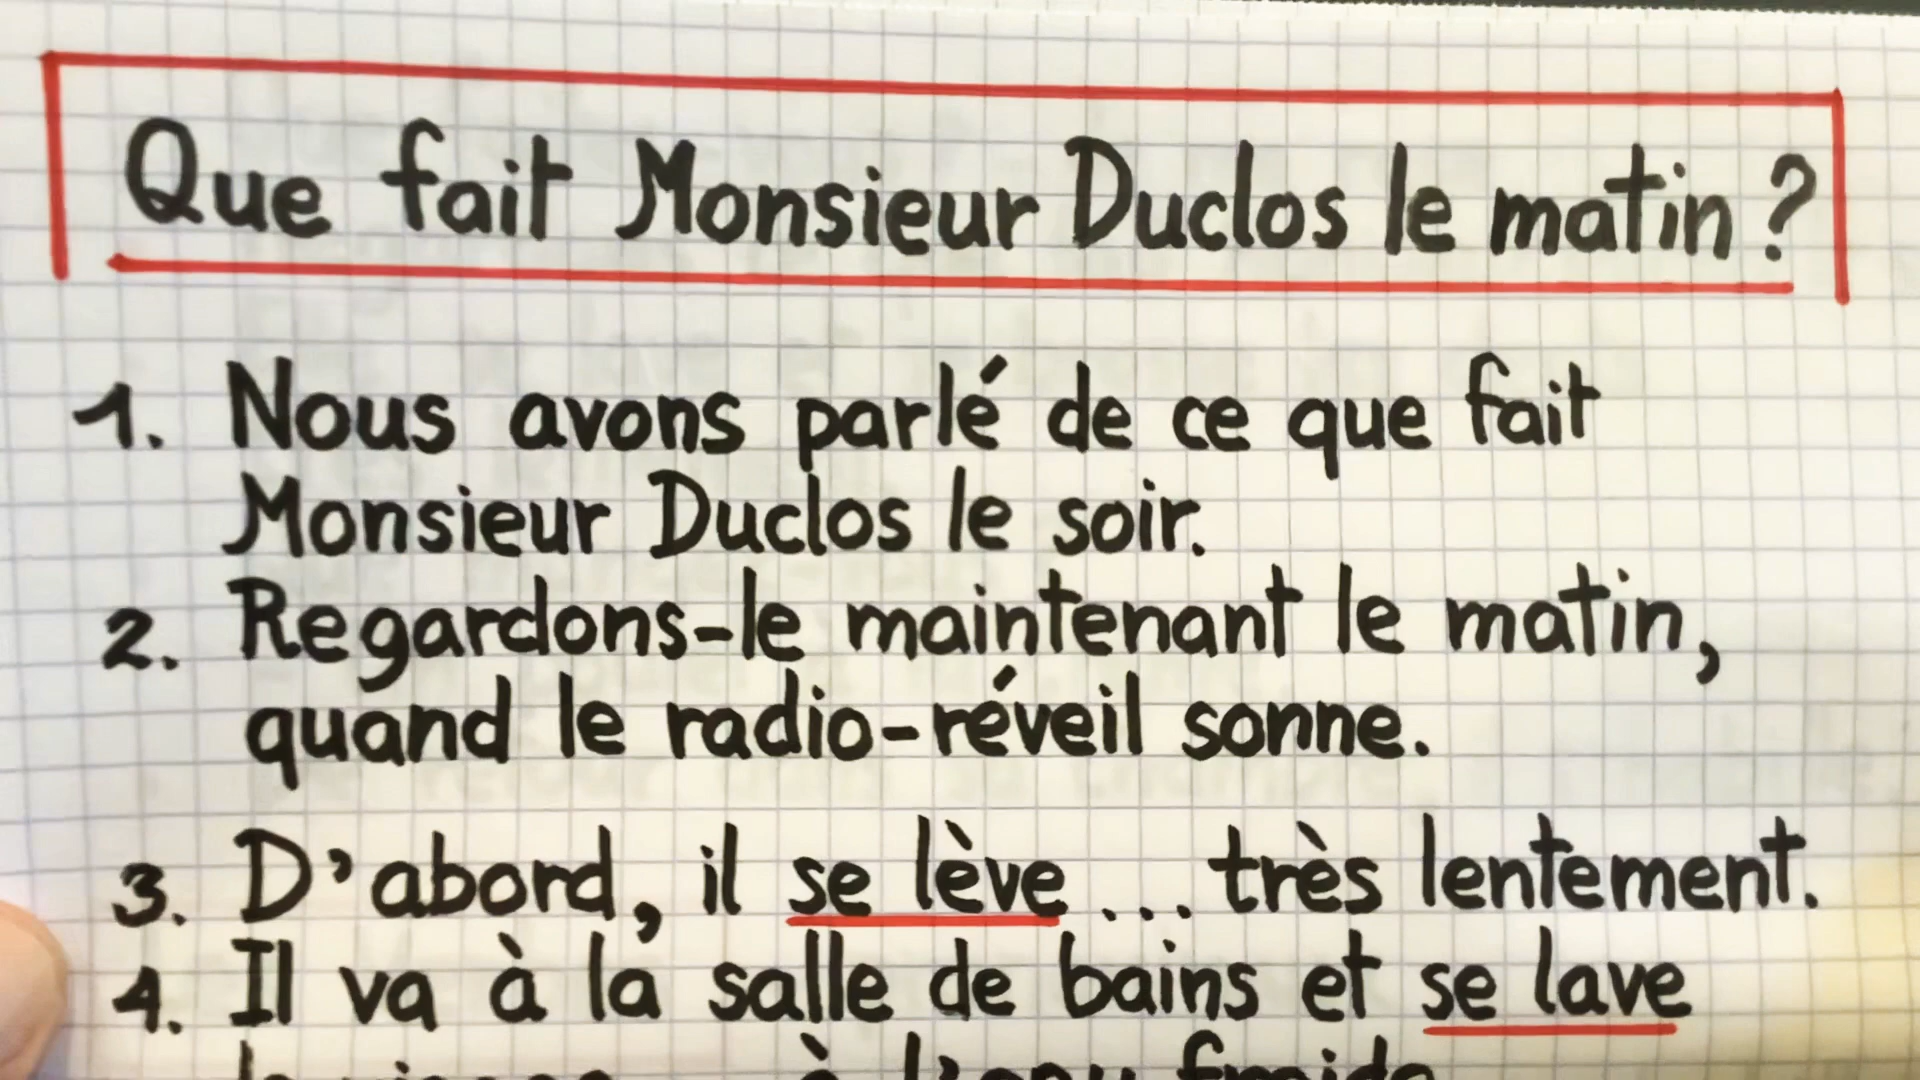 Que fait Monsieur Duclos le matin ?
1. Nous avons parlé de ce que fait
Monsieur Duclos le soir.
2. Regardons-le maintenant le matin,
quand le radio-réveil sonne.
3. D'abord, il se lève ... très lentement.
4. Il va à la salle de bains et se lave
à l'eau froide